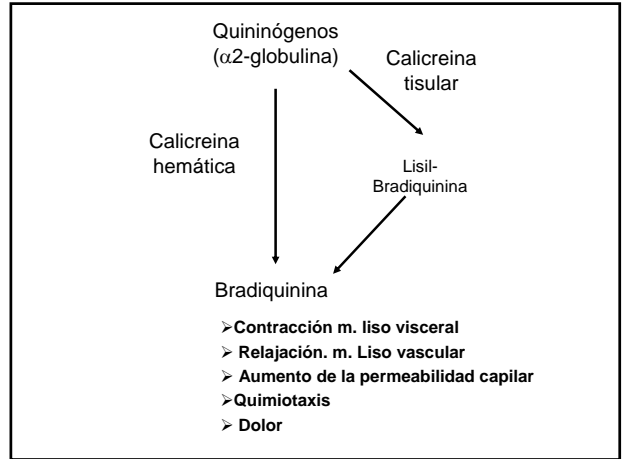 Quininógenos
(α2-globulina)
Calicreina
tisular
Calicreina
hemática
Lisil-
Bradiquinina
Bradiquinina
➢Contracción m. liso visceral
➢ Relajación. m. Liso vascular
➢ Aumento de la permeabilidad capilar
➢Quimiotaxis
➢ Dolor